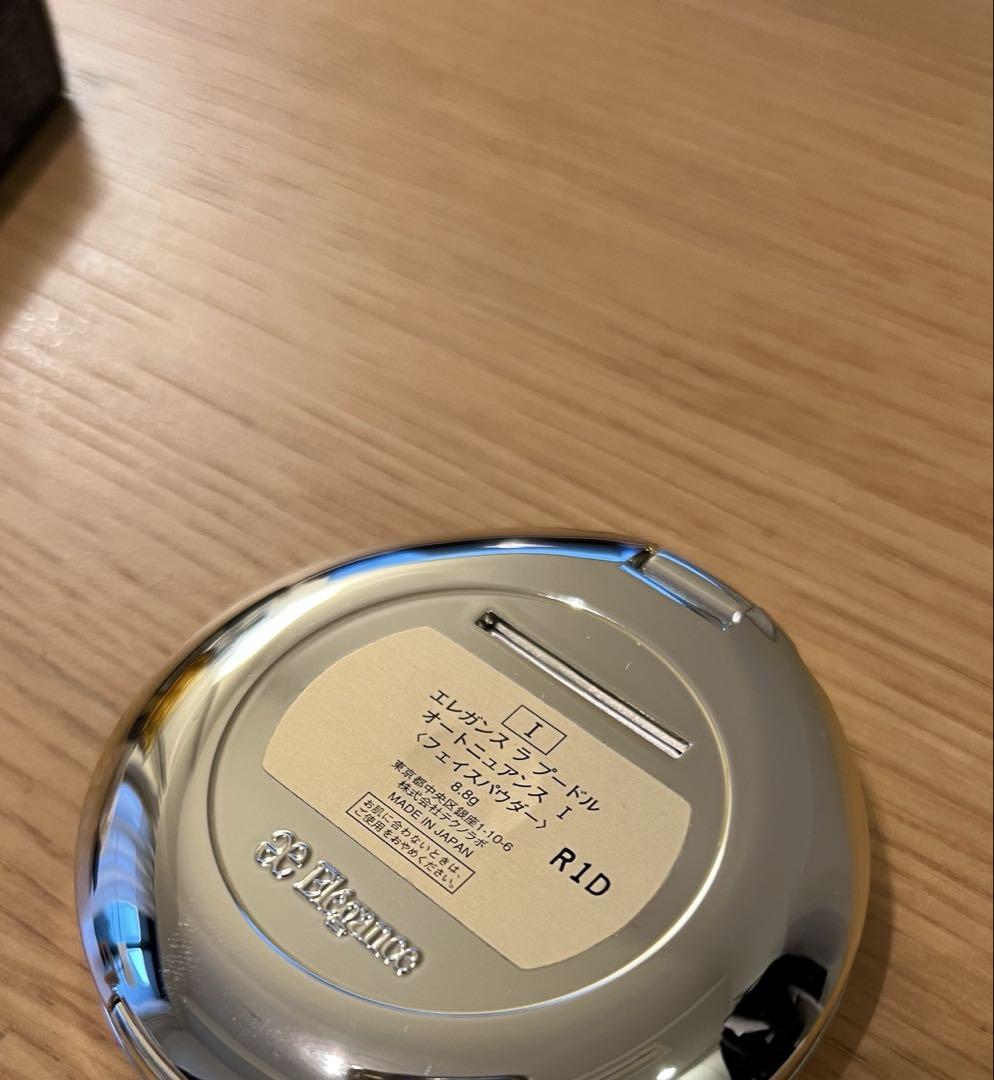 I
エレガンス ラ プードル
オートニュアンス I
〈フェイスパウダー〉
8.8g
東京都中央区銀座1-10-6
株式会社テクノラボ
MADE IN JAPAN
お肌に合わないときは、
ご使用をおやめください。
R1D
Elégance